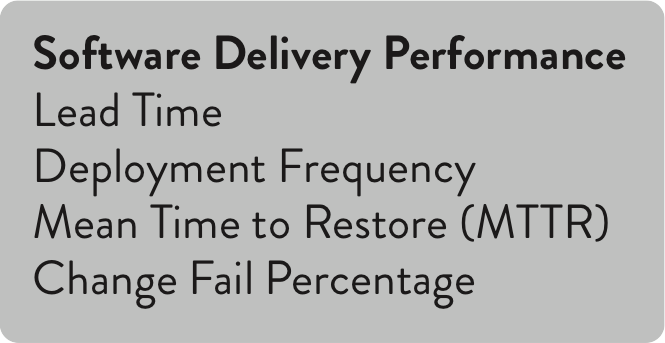 Software Delivery Performance
Lead Time
Deployment Frequency
Mean Time to Restore (MTTR)
Change Fail Percentage